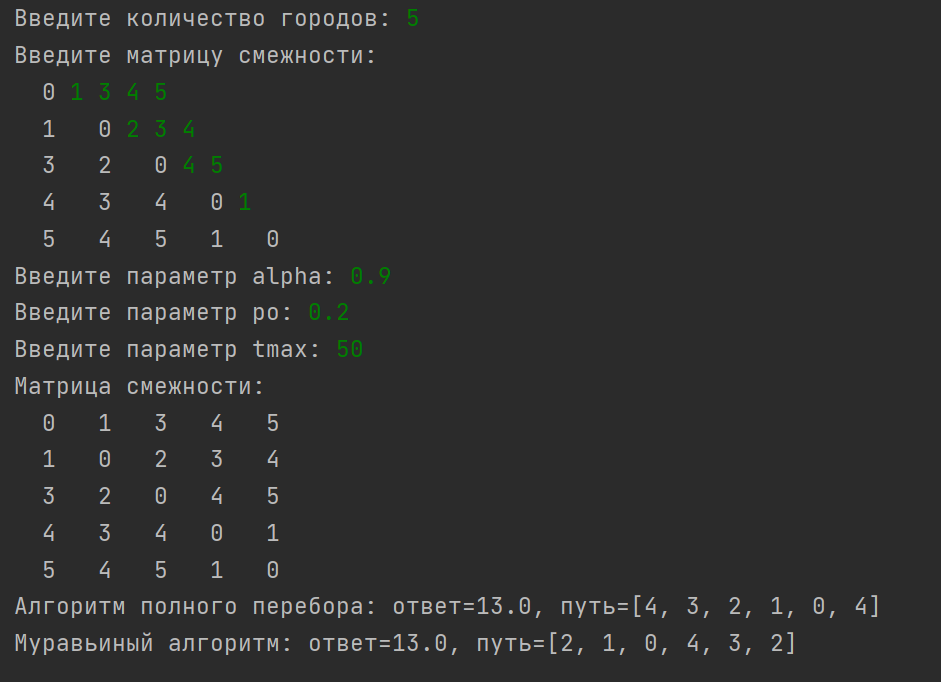 Введите количество городов: 5
Введите матрицу смежности:
0 1 3 4 5
1 0 2 3 4
3 2 0 4 5
4 3 4 0 1
5 4 5 1 0
Введите параметр alpha: 0.9
Введите параметр po: 0.2
Введите параметр tmax: 50
Матрица смежности:
0 1 3 4 5
1 0 2 3 4
3 2 0 4 5
4 3 4 0 1
5 4 5 1 0
Алгоритм полного перебора: ответ=13.0, путь=[4, 3, 2, 1, 0, 4]
Муравьиный алгоритм: ответ=13.0, путь=[2, 1, 0, 4, 3, 2]